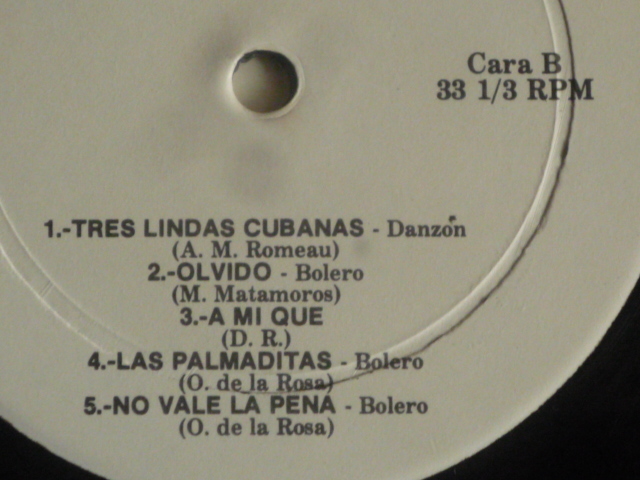 Cara B
33 1/3 RPM
1.-TRES LINDAS CUBANAS - Danzón
(A. M. Romeau)
2.-OLVIDO - Bolero
(M. Matamoros)
3.-A MI QUE
(D. R.)
4.-LAS PALMADITAS - Bolero
(O. de la Rosa)
5.-NO VALE LA PENA - Bolero
(O. de la Rosa)